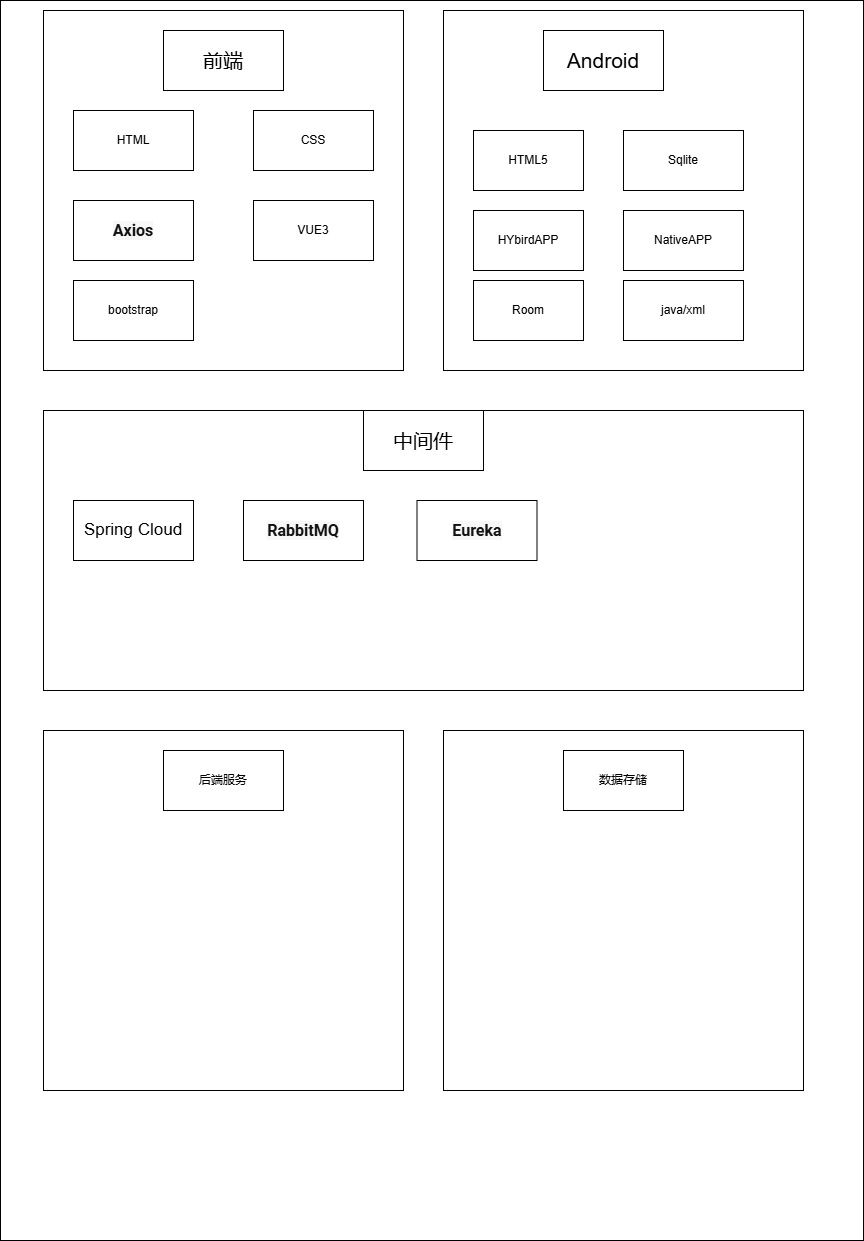 前端
HTML
CSS
Axios
VUE3
bootstrap
Android
HTML5
Sqlite
HYbirdAPP
NativeAPP
Room
java/xml
中间件
Spring Cloud
RabbitMQ
Eureka
后端服务
数据存储